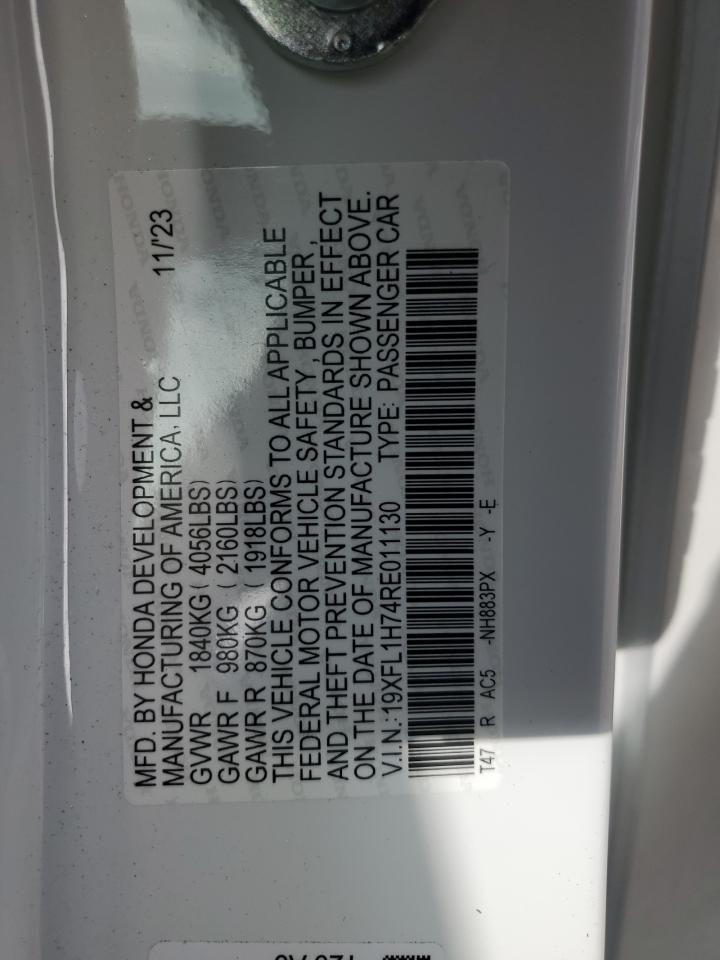 MFD. BY HONDA DEVELOPMENT &
MANUFACTURING OF AMERICA, LLC 11/'23
GVWR 1840KG ( 4056LBS)
GAWR F 980KG ( 2160LBS)
GAWR R 870KG ( 1918LBS)
THIS VEHICLE CONFORMS TO ALL APPLICABLE
FEDERAL MOTOR VEHICLE SAFETY, BUMPER,
AND THEFT PREVENTION STANDARDS IN EFFECT
ON THE DATE OF MANUFACTURE SHOWN ABOVE.
V.I.N.:19XFL1H74RE011130 TYPE: PASSENGER CAR
T47 R AC5 -NH883PX -Y -E